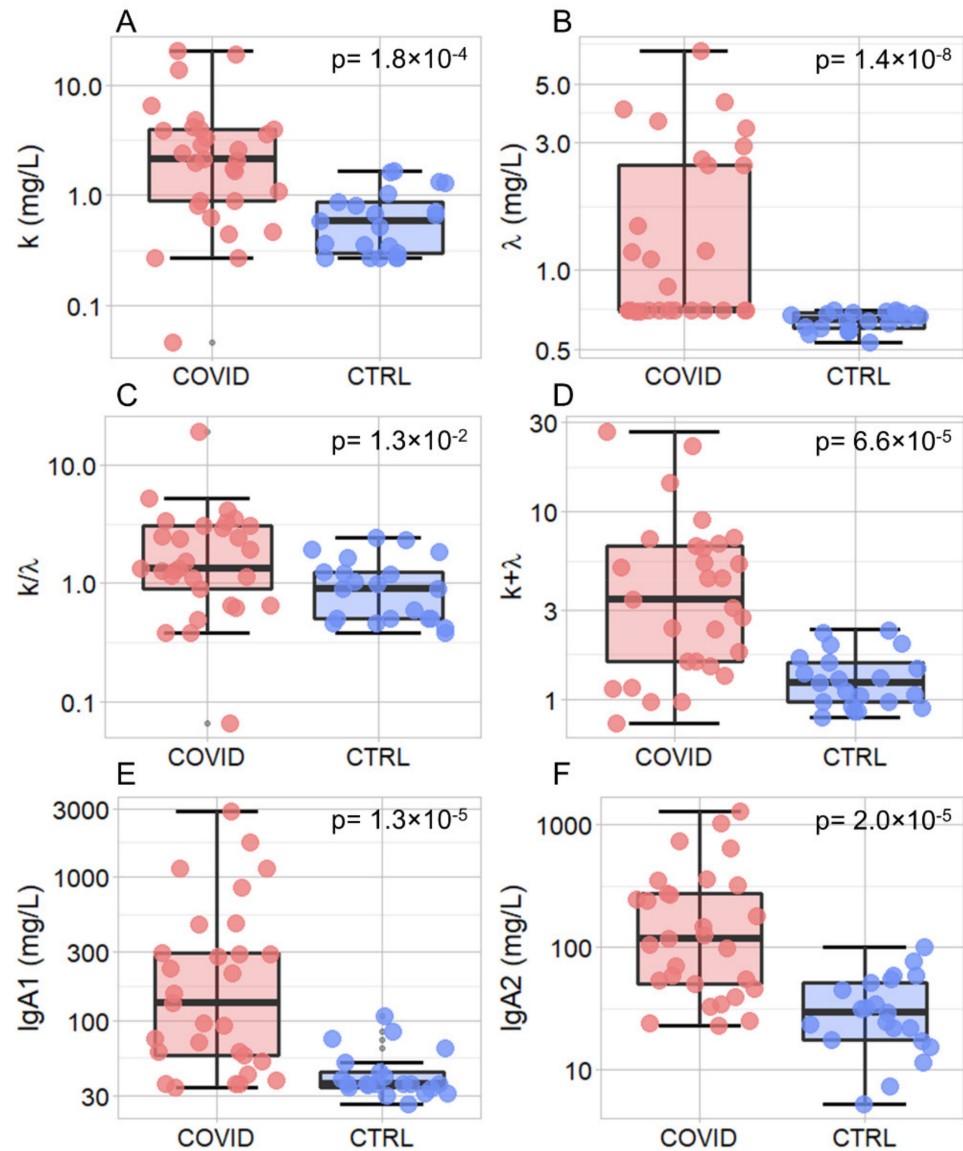 A
p= 1.8×10⁻⁴
k (mg/L)
10.0
1.0
0.1
COVID CTRL
B
p= 1.4×10⁻⁸
λ (mg/L)
5.0
3.0
1.0
0.5
COVID CTRL
C
p= 1.3×10⁻²
k/λ
10.0
1.0
0.1
COVID CTRL
D
p= 6.6×10⁻⁵
k+λ
30
10
3
1
COVID CTRL
E
p= 1.3×10⁻⁵
IgA1 (mg/L)
3000
1000
300
100
30
COVID CTRL
F
p= 2.0×10⁻⁵
IgA2 (mg/L)
1000
100
10
COVID CTRL